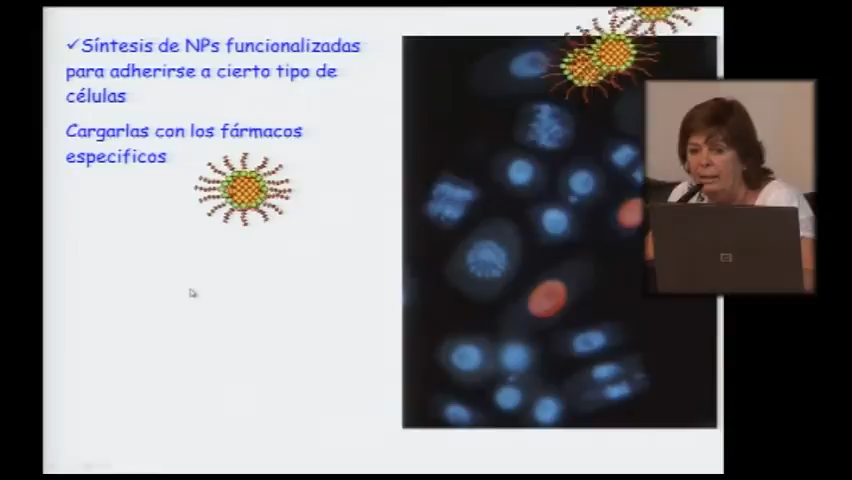 ✓Síntesis de NPs funcionalizadas
para adherirse a cierto tipo de
células
Cargarlas con los fármacos
especificos